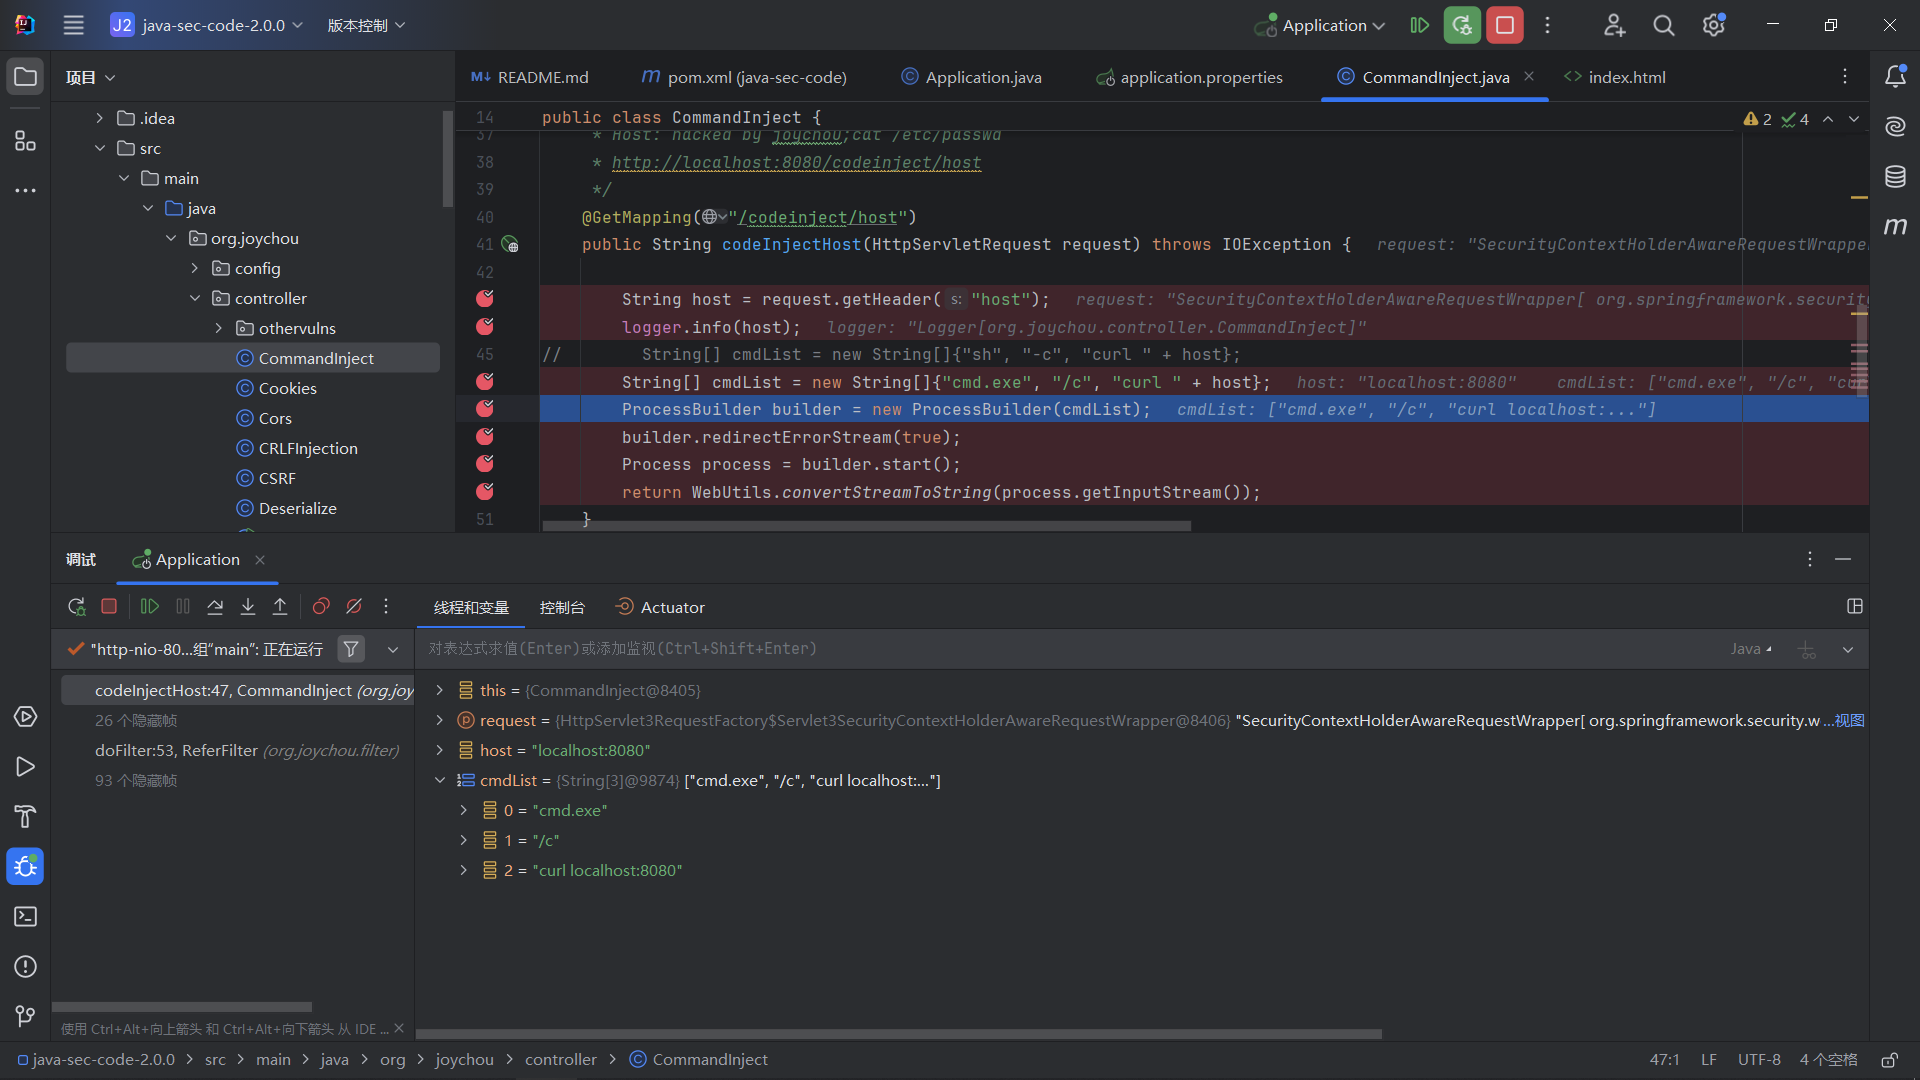 J2 java-sec-code-2.0.0 版本控制 Application
项目
README.md pom.xml (java-sec-code) Application.java application.properties CommandInject.java index.html
.idea
src
main
java
org.joychou
config
controller
othervulns
CommandInject
Cookies
Cors
CRLFInjection
CSRF
Deserialize
14 public class CommandInject { 2 4
37 * Host: hacked by joychou;cat /etc/passwd
38 * http://localhost:8080/codeinject/host
39 */
40 @GetMapping("/codeinject/host")
41 public String codeInjectHost(HttpServletRequest request) throws IOException { request: "SecurityContextHolderAwareRequestWrapper
42
String host = request.getHeader( s: "host"); request: "SecurityContextHolderAwareRequestWrapper[ org.springframework.securit
logger.info(host); logger: "Logger[org.joychou.controller.CommandInject]"
45 // String[] cmdList = new String[]{"sh", "-c", "curl " + host};
String[] cmdList = new String[]{"cmd.exe", "/c", "curl " + host}; host: "localhost:8080" cmdList: ["cmd.exe", "/c", "cur
ProcessBuilder builder = new ProcessBuilder(cmdList); cmdList: ["cmd.exe", "/c", "curl localhost:..."]
builder.redirectErrorStream(true);
Process process = builder.start();
return WebUtils.convertStreamToString(process.getInputStream());
51 }
调试 Application
线程和变量 控制台 Actuator
"http-nio-80...组"main": 正在运行
对表达式求值(Enter)或添加监视(Ctrl+Shift+Enter) Java
codeInjectHost:47, CommandInject (org.joy
26 个隐藏帧
doFilter:53, ReferFilter (org.joychou.filter)
93 个隐藏帧
this = {CommandInject@8405}
request = {HttpServlet3RequestFactory$Servlet3SecurityContextHolderAwareRequestWrapper@8406} "SecurityContextHolderAwareRequestWrapper[ org.springframework.security.w ...视图
host = "localhost:8080"
cmdList = {String[3]@9874} ["cmd.exe", "/c", "curl localhost:..."]
0 = "cmd.exe"
1 = "/c"
2 = "curl localhost:8080"
使用 Ctrl+Alt+向上箭头 和 Ctrl+Alt+向下箭头 从 IDE ...
java-sec-code-2.0.0 > src > main > java > org > joychou > controller > CommandInject 47:1 LF UTF-8 4 个空格